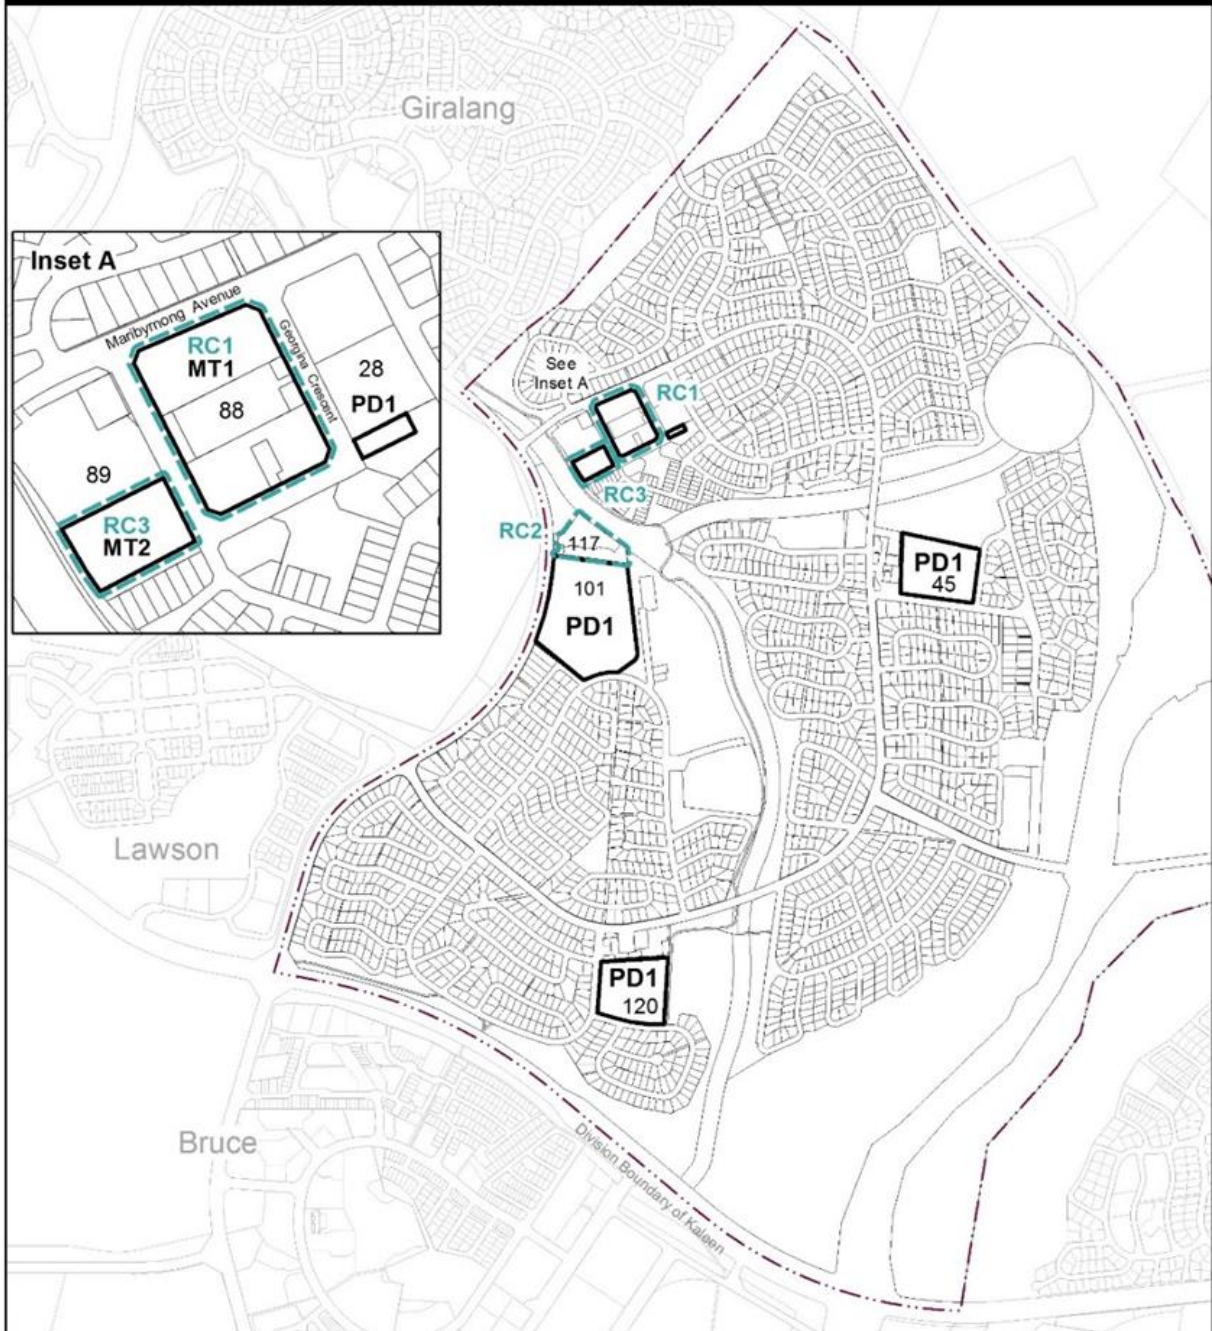 Giralang
Inset A
Maribyrnong Avenue
Georgina Crescent
RC1
MT1
88
28
PD1
89
RC3
MT2
See
Inset A
RC1
RC3
RC2
117
101
PD1
PD1
45
Lawson
PD1
120
Bruce
Division Boundary of Kaleen